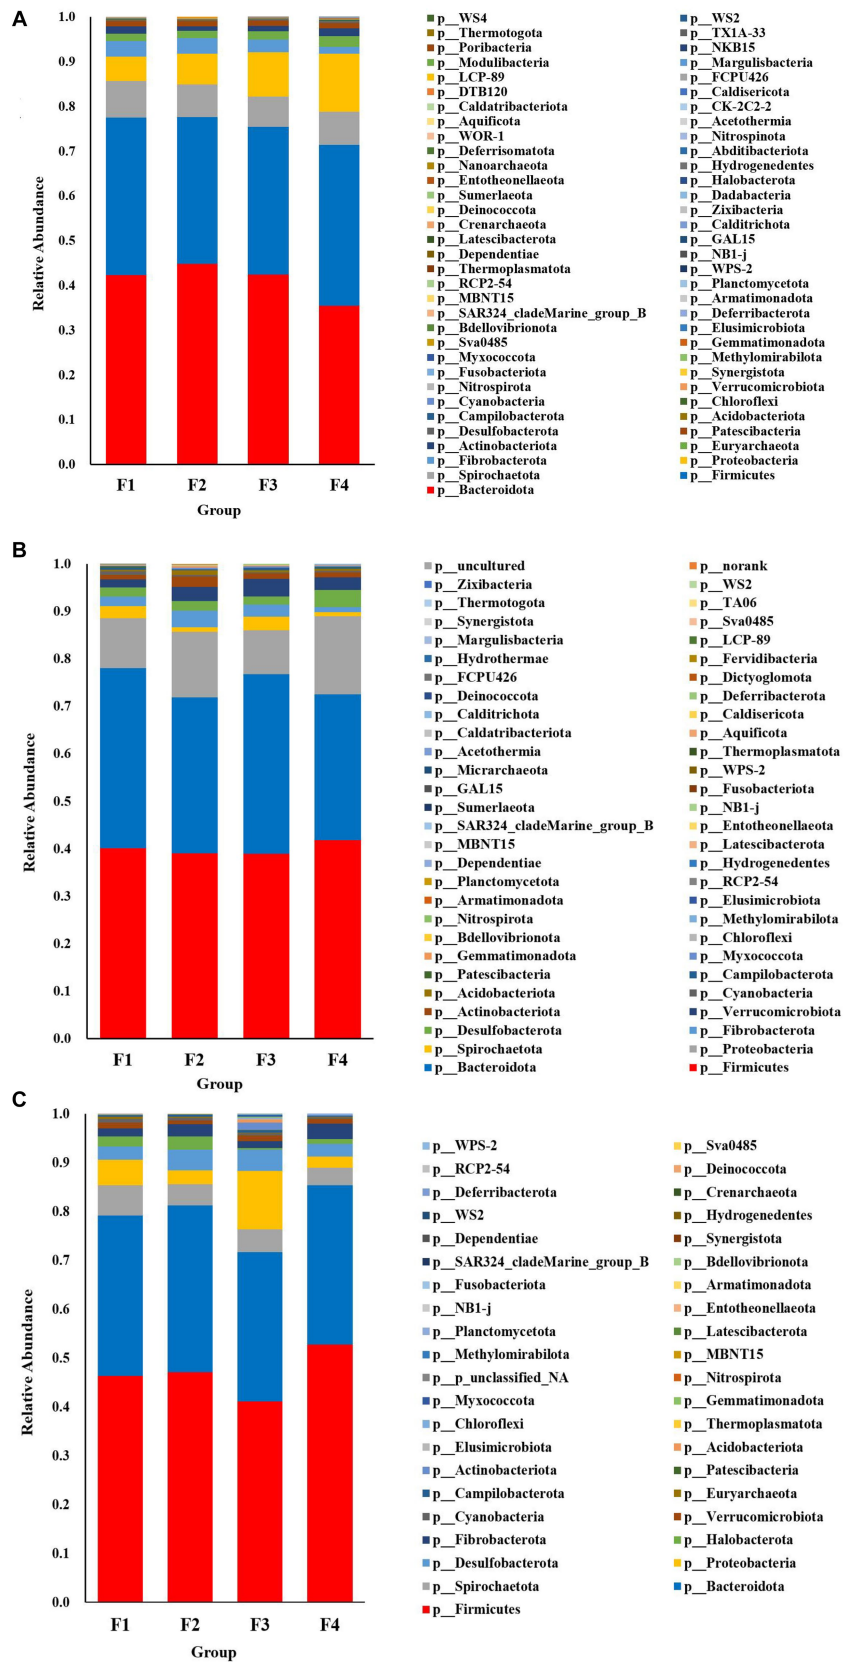 A
p__WS4 p__WS2
p__Thermotogota p__TX1A-33
p__Poribacteria p__NKB15
p__Modulibacteria p__Margulisbacteria
p__LCP-89 p__FCPU426
p__DTB120 p__Caldisericota
p__Caldatribacteriota p__CK-2C2-2
p__Aquificota p__Acetothermia
p__WOR-1 p__Nitrospinota
p__Deferrisomatota p__Abditibacteriota
p__Nanoarchaeota p__Hydrogenedentes
p__Entotheonellaeota p__Halobacterota
p__Sumerlaeota p__Dadabacteria
p__Deinococcota p__Zixibacteria
p__Crenarchaeota p__Calditrichota
p__Latescibacterota p__GAL15
p__Dependentiae p__NB1-j
p__Thermoplasmatota p__WPS-2
p__RCP2-54 p__Planctomycetota
p__MBNT15 p__Armatimonadota
p__SAR324_cladeMarine_group_B p__Deferribacterota
p__Bdellovibrionota p__Elusimicrobiota
p__Sva0485 p__Gemmatimonadota
p__Myxococcota p__Methylomirabilota
p__Fusobacteriota p__Synergistota
p__Nitrospirota p__Verrucomicrobiota
p__Cyanobacteria p__Chloroflexi
p__Campilobacterota p__Acidobacteriota
p__Desulfobacterota p__Patescibacteria
p__Actinobacteriota p__Euryarchaeota
p__Fibrobacterota p__Proteobacteria
p__Spirochaetota p__Firmicutes
p__Bacteroidota
Relative Abundance
1.0
0.9
0.8
0.7
0.6
0.5
0.4
0.3
0.2
0.1
0.0
F1 F2 F3 F4
Group
B
p__uncultured p__norank
p__Zixibacteria p__WS2
p__Thermotogota p__TA06
p__Synergistota p__Sva0485
p__Margulisbacteria p__LCP-89
p__Hydrothermae p__Fervidibacteria
p__FCPU426 p__Dictyoglomota
p__Deinococcota p__Deferribacterota
p__Calditrichota p__Caldisericota
p__Caldatribacteriota p__Aquificota
p__Acetothermia p__Thermoplasmatota
p__Micrarchaeota p__WPS-2
p__GAL15 p__Fusobacteriota
p__Sumerlaeota p__NB1-j
p__SAR324_cladeMarine_group_B p__Entotheonellaeota
p__MBNT15 p__Latescibacterota
p__Dependentiae p__Hydrogenedentes
p__Planctomycetota p__RCP2-54
p__Armatimonadota p__Elusimicrobiota
p__Nitrospirota p__Methylomirabilota
p__Bdellovibrionota p__Chloroflexi
p__Gemmatimonadota p__Myxococcota
p__Patescibacteria p__Campilobacterota
p__Acidobacteriota p__Cyanobacteria
p__Actinobacteriota p__Verrucomicrobiota
p__Desulfobacterota p__Fibrobacterota
p__Spirochaetota p__Proteobacteria
p__Bacteroidota p__Firmicutes
Relative Abundance
1.0
0.9
0.8
0.7
0.6
0.5
0.4
0.3
0.2
0.1
0.0
F1 F2 F3 F4
Group
C
p__WPS-2 p__Sva0485
p__RCP2-54 p__Deinococcota
p__Deferribacterota p__Crenarchaeota
p__WS2 p__Hydrogenedentes
p__Dependentiae p__Synergistota
p__SAR324_cladeMarine_group_B p__Bdellovibrionota
p__Fusobacteriota p__Armatimonadota
p__NB1-j p__Entotheonellaeota
p__Planctomycetota p__Latescibacterota
p__Methylomirabilota p__MBNT15
p__p_unclassified_NA p__Nitrospirota
p__Myxococcota p__Gemmatimonadota
p__Chloroflexi p__Thermoplasmatota
p__Elusimicrobiota p__Acidobacteriota
p__Actinobacteriota p__Patescibacteria
p__Campilobacterota p__Euryarchaeota
p__Cyanobacteria p__Verrucomicrobiota
p__Fibrobacterota p__Halobacterota
p__Desulfobacterota p__Proteobacteria
p__Spirochaetota p__Bacteroidota
p__Firmicutes
Relative Abundance
1.0
0.9
0.8
0.7
0.6
0.5
0.4
0.3
0.2
0.1
0.0
F1 F2 F3 F4
Group